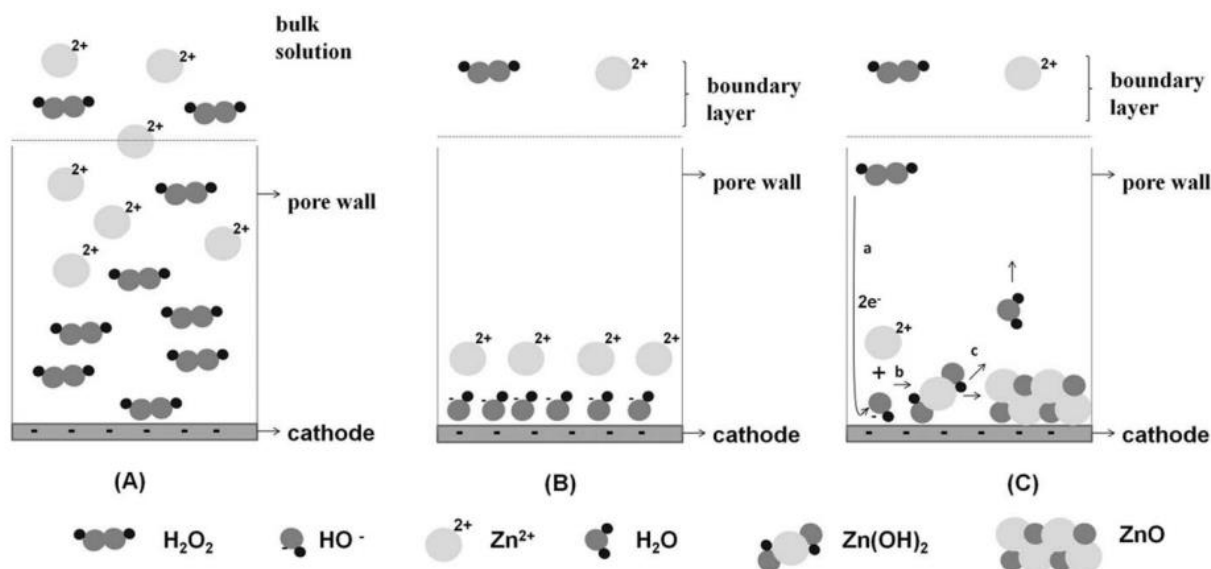 bulk
solution
2+
2+
2+
2+
2+
2+
2+
pore wall
- - - - - -
cathode
(A)
2+
boundary
layer
pore wall
2+ 2+ 2+ 2+
- - - - - -
- - - - - -
cathode
(B)
2+
boundary
layer
pore wall
a
2e⁻
2+
+ b c
-
- - - - - -
cathode
(C)
H₂O₂
- HO ⁻
2+ Zn²⁺
H₂O
Zn(OH)₂
ZnO